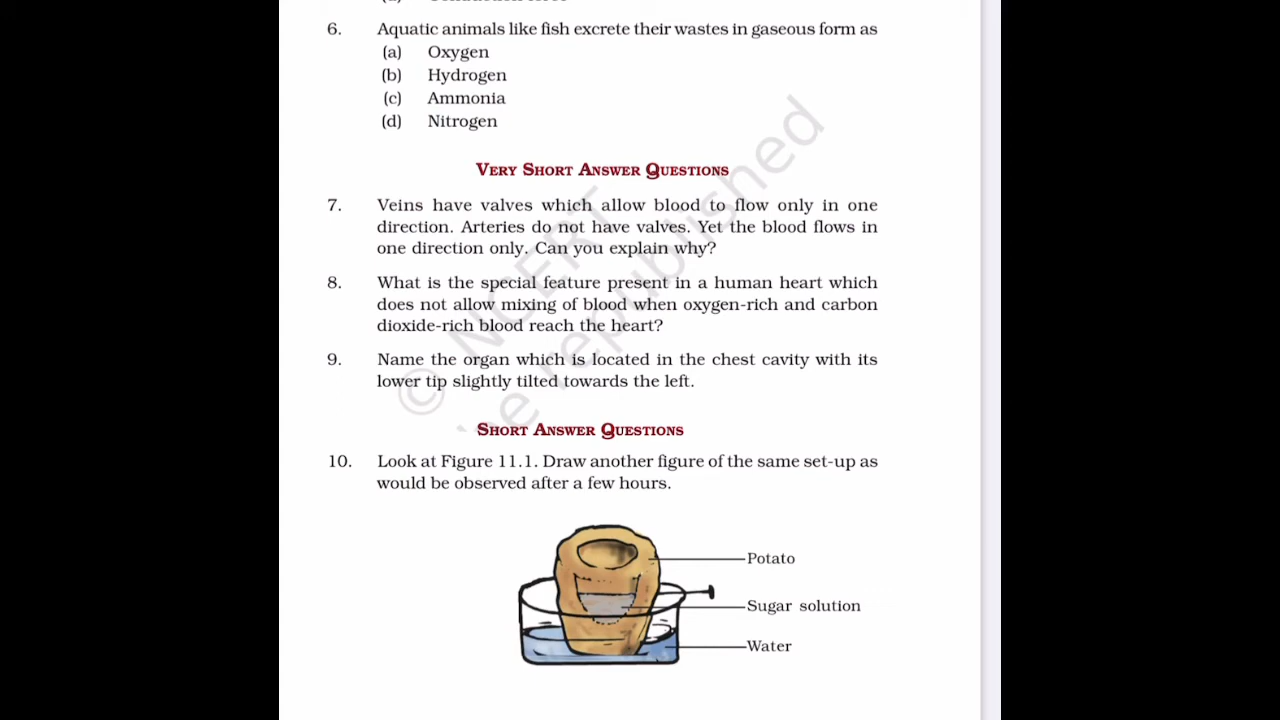 6. Aquatic animals like fish excrete their wastes in gaseous form as
(a) Oxygen
(b) Hydrogen
(c) Ammonia
(d) Nitrogen
VERY SHORT ANSWER QUESTIONS
7. Veins have valves which allow blood to flow only in one
direction. Arteries do not have valves. Yet the blood flows in
one direction only. Can you explain why?
8. What is the special feature present in a human heart which
does not allow mixing of blood when oxygen-rich and carbon
dioxide-rich blood reach the heart?
9. Name the organ which is located in the chest cavity with its
lower tip slightly tilted towards the left.
SHORT ANSWER QUESTIONS
10. Look at Figure 11.1. Draw another figure of the same set-up as
would be observed after a few hours.
Potato
Sugar solution
Water
© NCERT
be republished